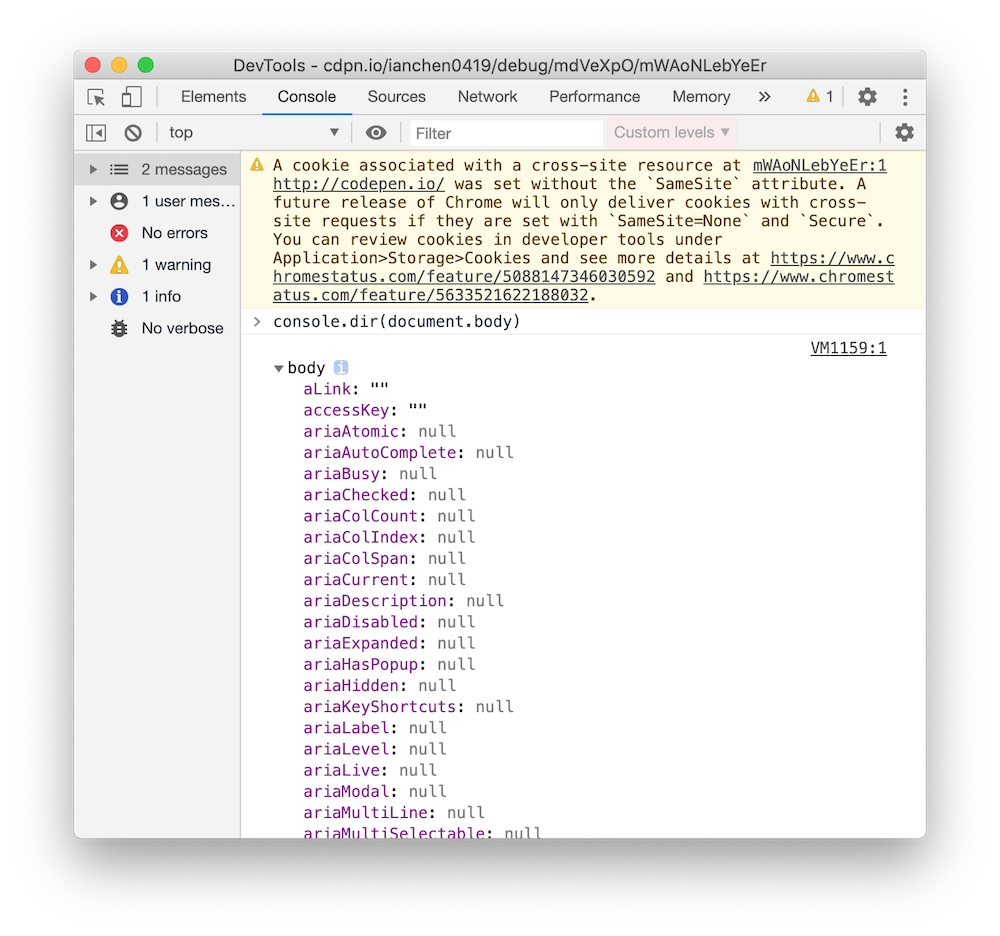 DevTools - cdpn.io/ianchen0419/debug/mdVeXpO/mWAoNLebYeEr
Elements Console Sources Network Performance Memory » 1
top ▼ Filter Custom levels ▼
2 messages
1 user mes…
No errors
1 warning
1 info
No verbose
A cookie associated with a cross-site resource at mWAoNLebYeEr:1
http://codepen.io/ was set without the `SameSite` attribute. A
future release of Chrome will only deliver cookies with cross-
site requests if they are set with `SameSite=None` and `Secure`.
You can review cookies in developer tools under
Application>Storage>Cookies and see more details at https://www.c
hromestatus.com/feature/5088147346030592 and https://www.chromest
atus.com/feature/5633521622188032.
> console.dir(document.body)
VM1159:1
▼ body i
aLink: ""
accessKey: ""
ariaAtomic: null
ariaAutoComplete: null
ariaBusy: null
ariaChecked: null
ariaColCount: null
ariaColIndex: null
ariaColSpan: null
ariaCurrent: null
ariaDescription: null
ariaDisabled: null
ariaExpanded: null
ariaHasPopup: null
ariaHidden: null
ariaKeyShortcuts: null
ariaLabel: null
ariaLevel: null
ariaLive: null
ariaModal: null
ariaMultiLine: null
ariaMultiSelectable: null